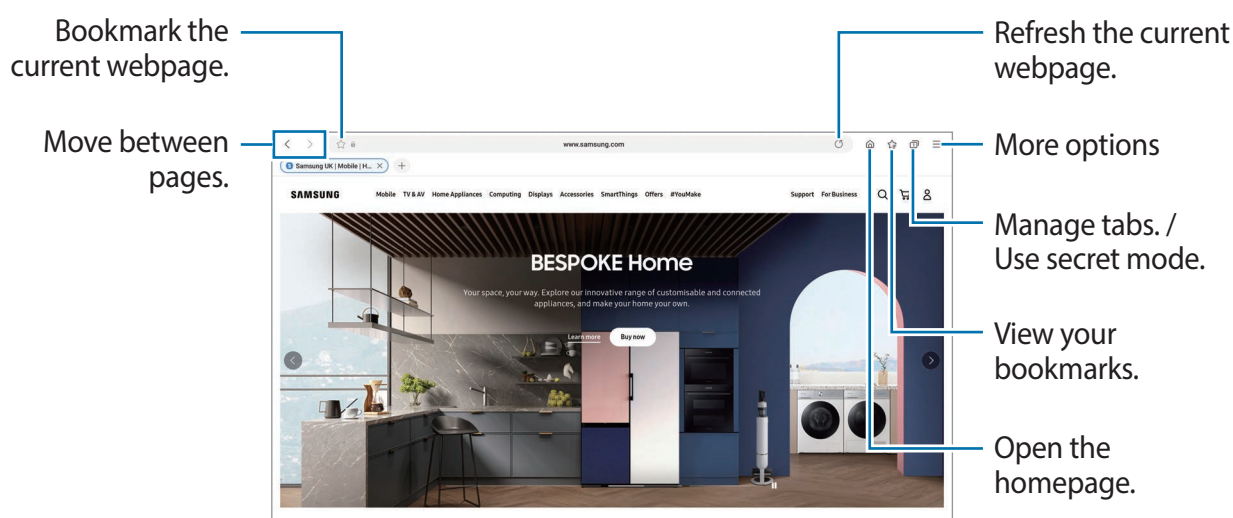 Bookmark the
current webpage.
Refresh the current
webpage.
Move between
pages.
www.samsung.com
More options
Samsung UK | Mobile | H...
SAMSUNG
Mobile TV & AV Home Appliances Computing Displays Accessories SmartThings Offers #YouMake Support For Business
Manage tabs. /
Use secret mode.
BESPOKE Home
Your space, your way. Explore our innovative range of customisable and connected
appliances, and make your home your own.
Learn more Buy now
View your
bookmarks.
Open the
homepage.